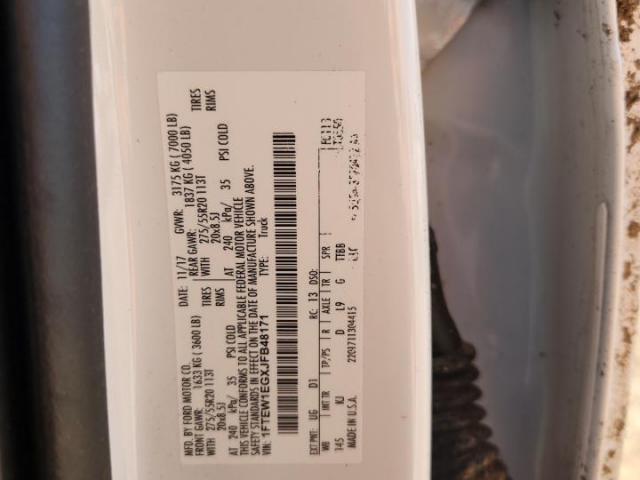 MFD. BY FORD MOTOR CO.
DATE: 11/17 GVWR: 3175 KG ( 7000 LB)
FRONT GAWR: 1633 KG ( 3600 LB) REAR GAWR: 1837 KG ( 4050 LB)
275/55R20 113T TIRES WITH 275/55R20 113T TIRES
20x8.5J RIMS 20x8.5J RIMS
AT 240 kPa/ 35 PSI COLD AT 240 kPa/ 35 PSI COLD
THIS VEHICLE CONFORMS TO ALL APPLICABLE FEDERAL MOTOR VEHICLE
SAFETY STANDARDS IN EFFECT ON THE DATE OF MANUFACTURE SHOWN ABOVE.
VIN: 1FTEW1EGXJFB48171
TYPE: Truck
EXT PNT: UG D1 RC: 13 DSO:
WB INT TR TP/PS R AXLE TR SPR
145 KJ D L9 G TTBB
MADE IN U.S.A.